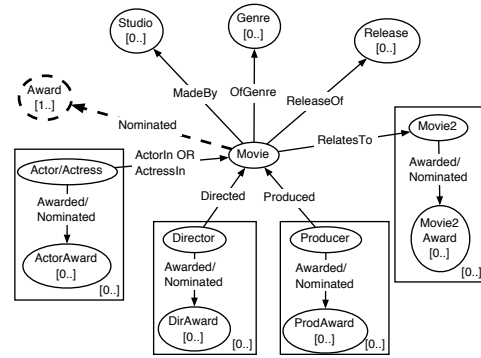 Studio
[0..]
Genre
[0..]
Release
[0..]
Award
[1..]
MadeBy
OfGenre
ReleaseOf
Nominated
RelatesTo
Movie2
Awarded/
Nominated
Movie2
Award
[0..]
[0..]
Movie
ActorIn OR
ActressIn
Actor/Actress
Awarded/
Nominated
ActorAward
[0..]
[0..]
Directed
Produced
Director
Awarded/
Nominated
DirAward
[0..]
[0..]
Producer
Awarded/
Nominated
ProdAward
[0..]
[0..]